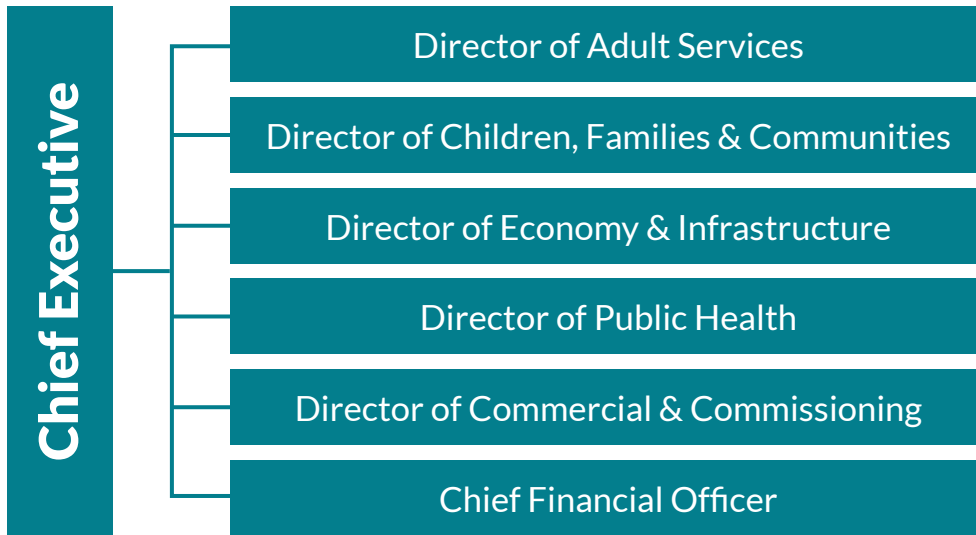 Chief Executive
Director of Adult Services
Director of Children, Families & Communities
Director of Economy & Infrastructure
Director of Public Health
Director of Commercial & Commissioning
Chief Financial Officer